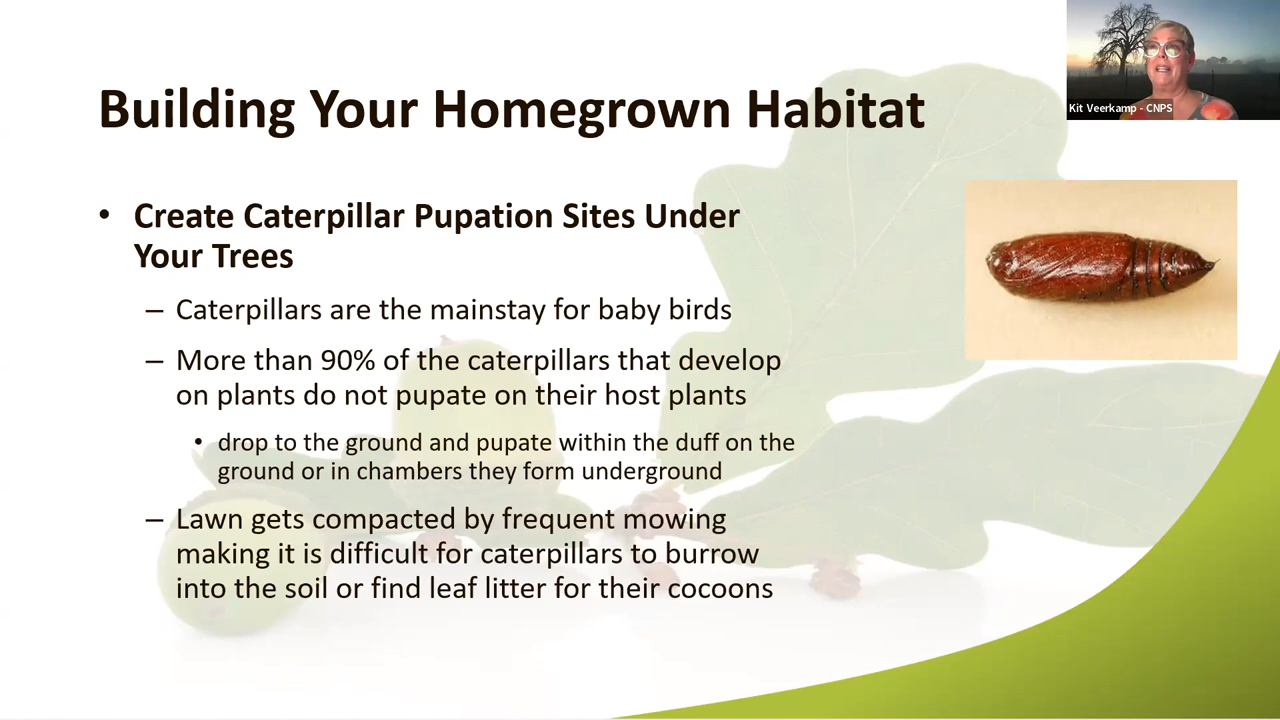 Building Your Homegrown Habitat
Kit Veerkamp - CNPS
• Create Caterpillar Pupation Sites Under
Your Trees
– Caterpillars are the mainstay for baby birds
– More than 90% of the caterpillars that develop
on plants do not pupate on their host plants
• drop to the ground and pupate within the duff on the
ground or in chambers they form underground
– Lawn gets compacted by frequent mowing
making it is difficult for caterpillars to burrow
into the soil or find leaf litter for their cocoons